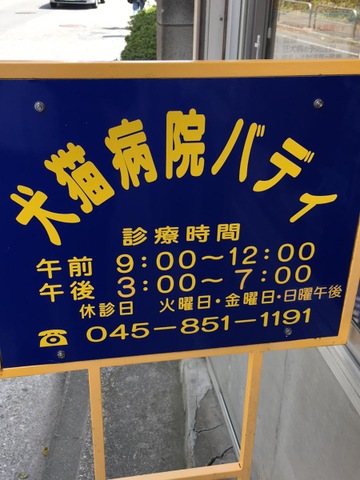 犬猫病院バディ
診療時間
午前 9:00〜12:00
午後 3:00〜7:00
休診日 火曜日・金曜日・日曜午後
☎ 045-851-1191